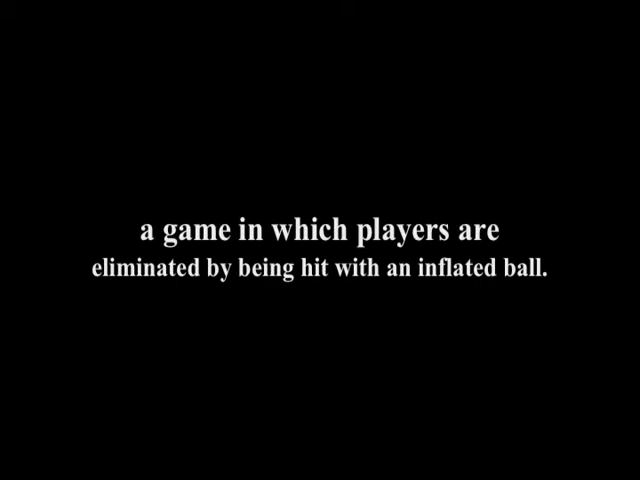 a game in which players are
eliminated by being hit with an inflated ball.